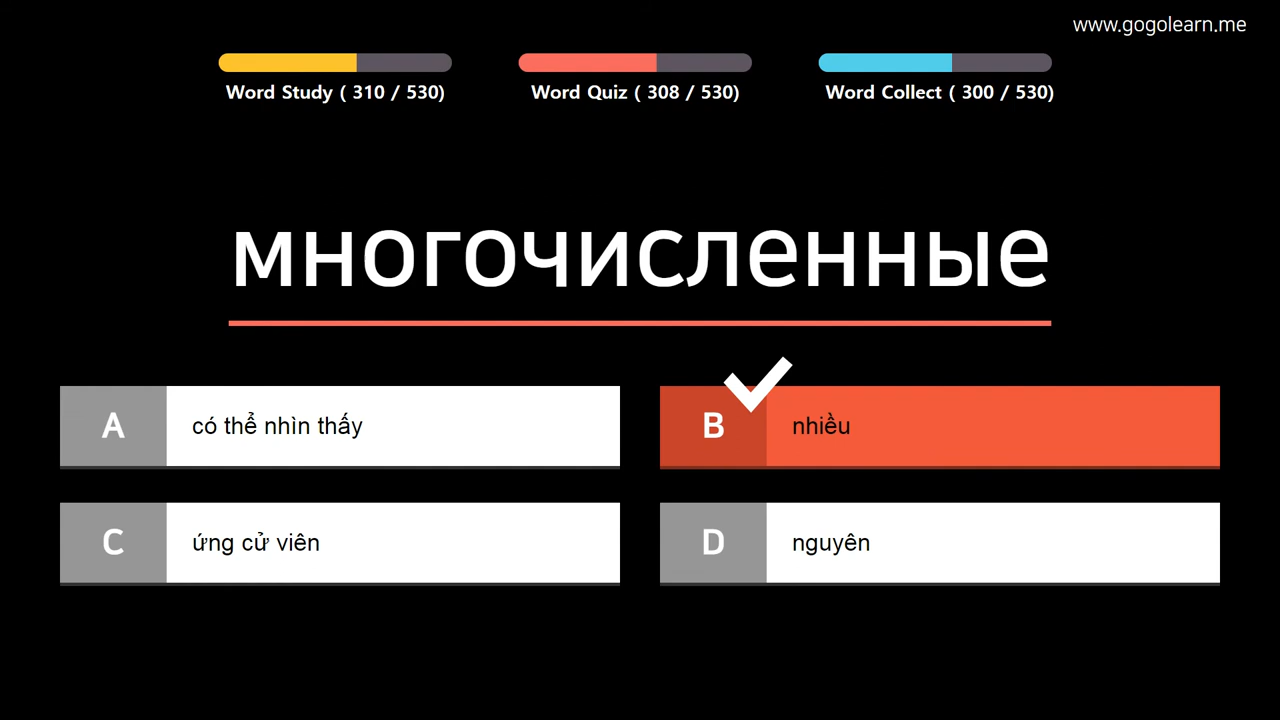 www.gogolearn.me
Word Study ( 310 / 530)
Word Quiz ( 308 / 530)
Word Collect ( 300 / 530)
многочисленные
A có thể nhìn thấy
B nhiều
C ứng cử viên
D nguyên